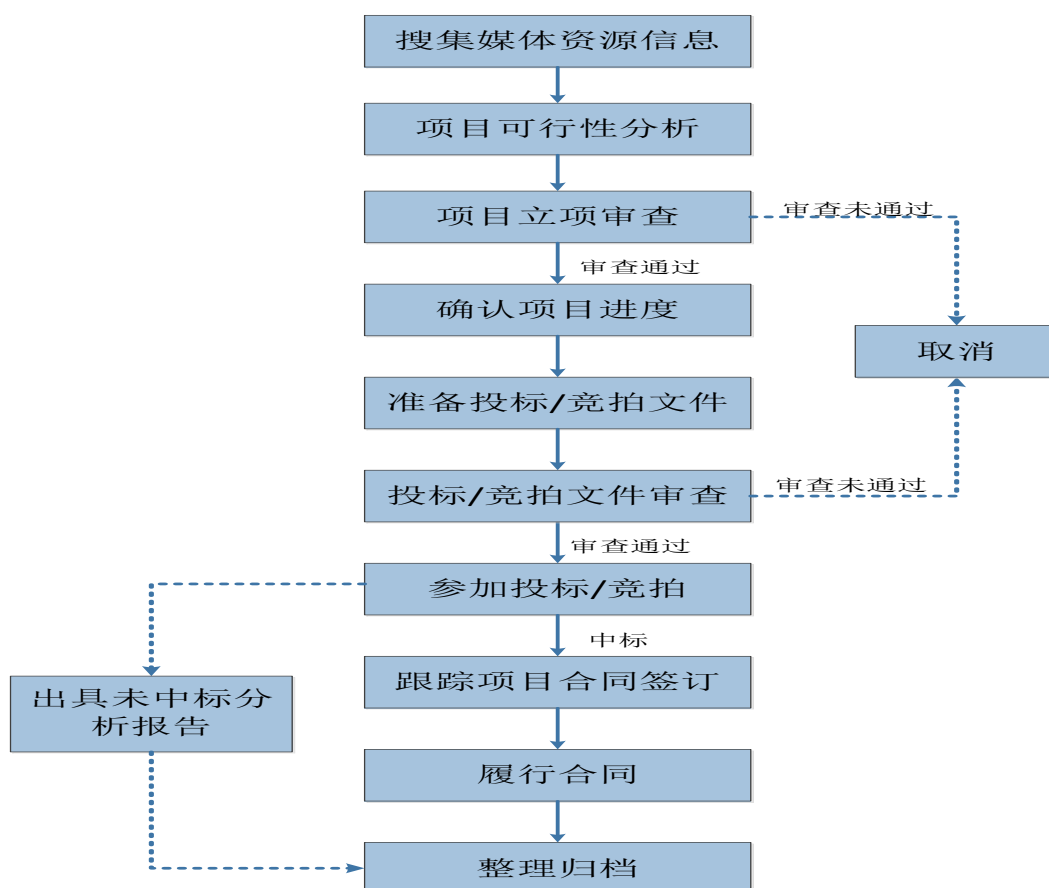 搜集媒体资源信息
项目可行性分析
项目立项审查
审查未通过
审查通过
确认项目进度
取消
准备投标/竞拍文件
投标/竞拍文件审查
审查未通过
审查通过
参加投标/竞拍
中标
跟踪项目合同签订
出具未中标分
析报告
履行合同
整理归档